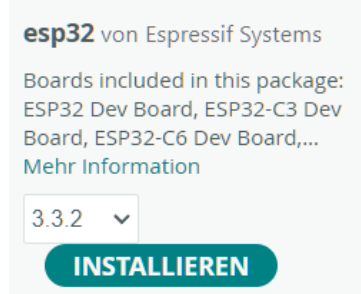 esp32 von Espressif Systems
Boards included in this package:
ESP32 Dev Board, ESP32-C3 Dev
Board, ESP32-C6 Dev Board,...
Mehr Information
3.3.2
INSTALLIEREN